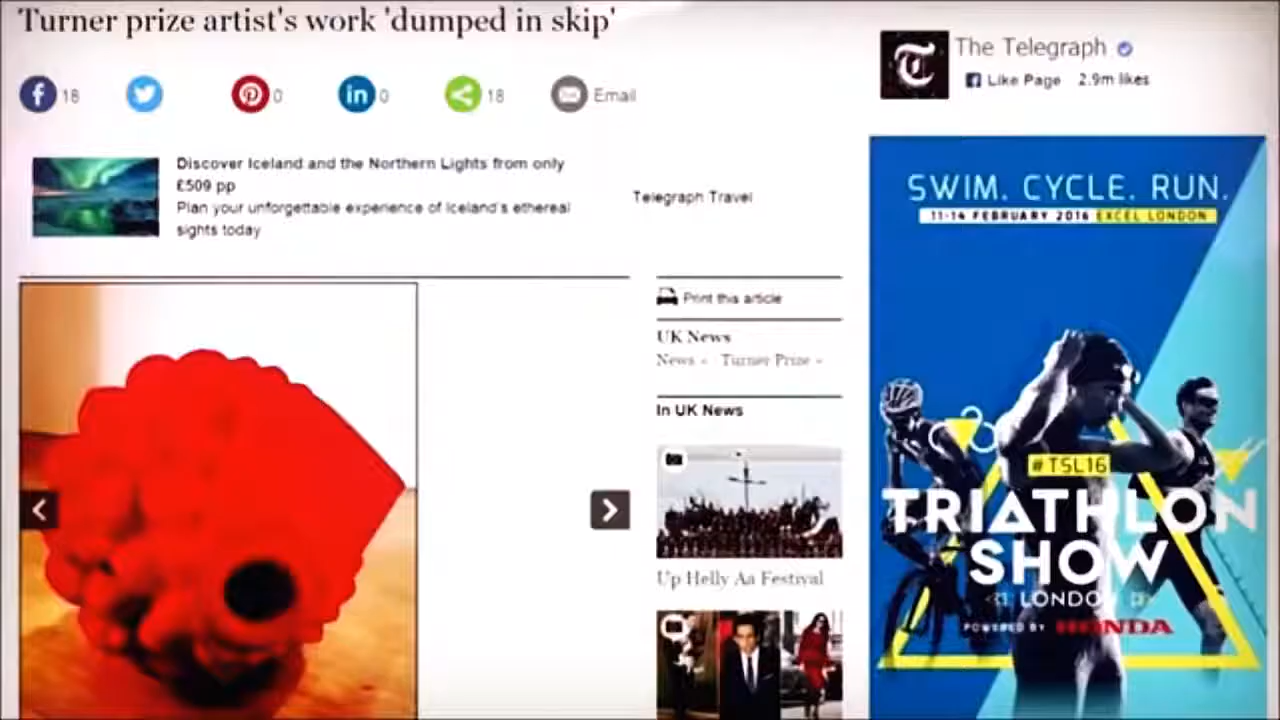 Turner prize artist's work 'dumped in skip'
18
0
in 0
18
Email
The Telegraph
Like Page 2.9m likes
Discover Iceland and the Northern Lights from only
£509 pp
Plan your unforgettable experience of Iceland's ethereal
sights today
Telegraph Travel
Print this article
UK News
News » Turner Prize »
In UK News
Up Helly Aa Festival
SWIM. CYCLE. RUN.
11-14 FEBRUARY 2016 EXCEL LONDON
#TSL16
TRIATHLON
SHOW
LONDON
POWERED BY HONDA